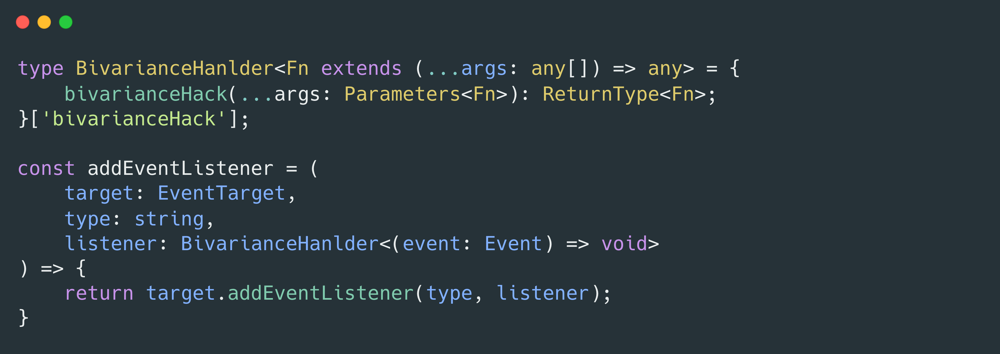 type BivarianceHanlder<Fn extends (...args: any[]) => any> = {
    bivarianceHack(...args: Parameters<Fn>): ReturnType<Fn>;
}['bivarianceHack'];

const addEventListener = (
    target: EventTarget,
    type: string,
    listener: BivarianceHanlder<(event: Event) => void>
) => {
    return target.addEventListener(type, listener);
}